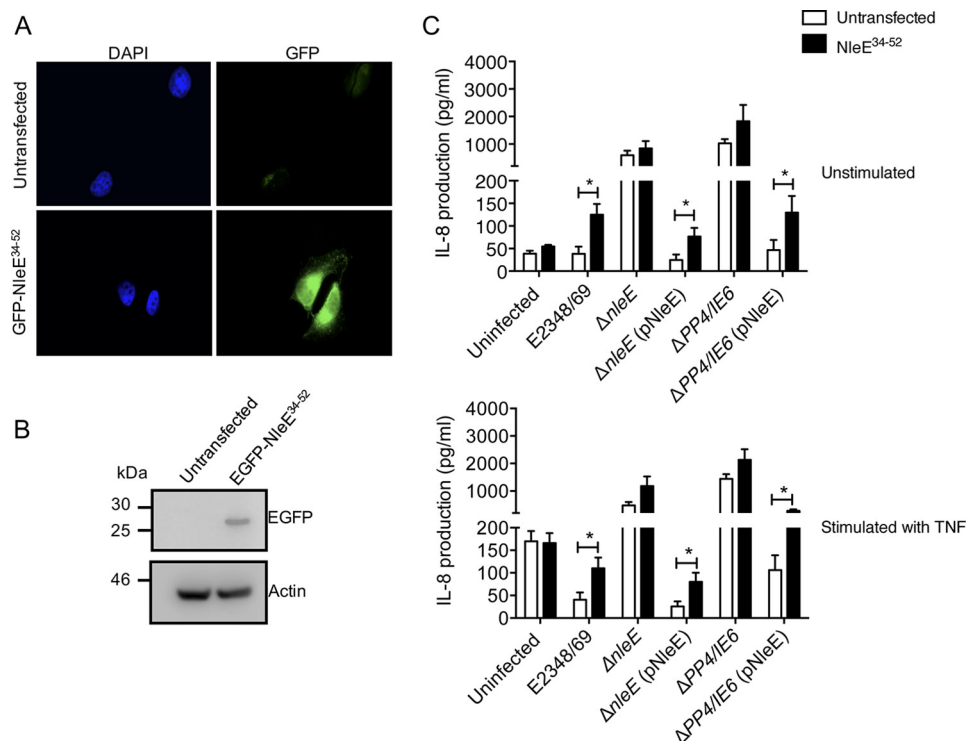 A
DAPI
GFP
Untransfected
GFP-NleE34-52
B
Untransfected
EGFP-NleE34-52
kDa
30
25
EGFP
46
Actin
C
Untransfected
NleE34-52
IL-8 production (pg/ml)
4000
3000
2000
1000
200
150
100
50
0
Unstimulated
Uninfected
E2348/69
ΔnleE
ΔnleE (pNleE)
ΔPP4/IE6
ΔPP4/IE6 (pNleE)
* * *
IL-8 production (pg/ml)
4000
3000
2000
1000
200
150
100
50
0
Stimulated with TNF
Uninfected
E2348/69
ΔnleE
ΔnleE (pNleE)
ΔPP4/IE6
ΔPP4/IE6 (pNleE)
* * *